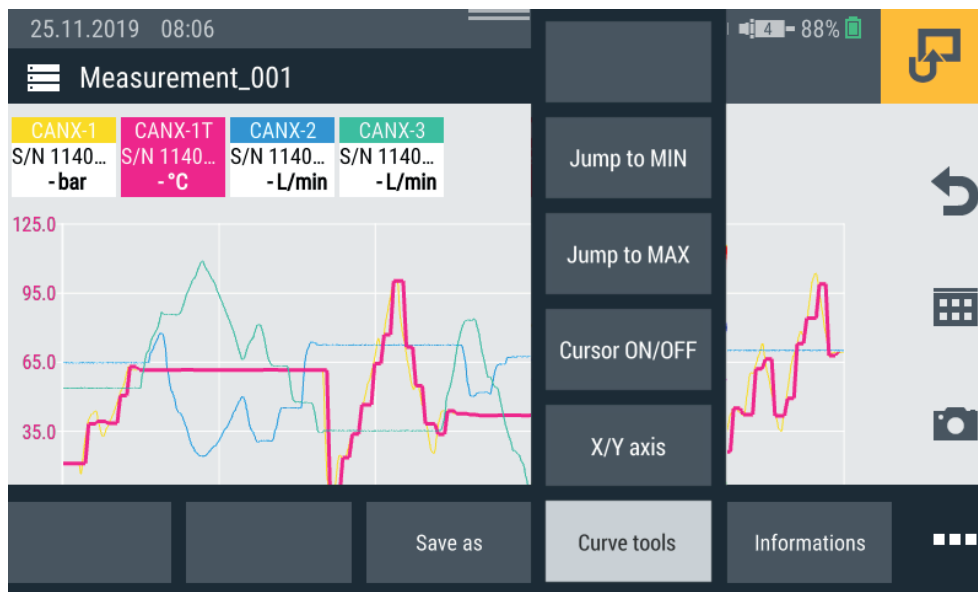 25.11.2019 08:06
4 88%
Measurement_001
CANX-1 CANX-1T CANX-2 CANX-3
S/N 1140... S/N 1140... S/N 1140... S/N 1140...
- bar - °C - L/min - L/min
125.0
95.0
65.0
35.0
Jump to MIN
Jump to MAX
Cursor ON/OFF
X/Y axis
Save as Curve tools Informations